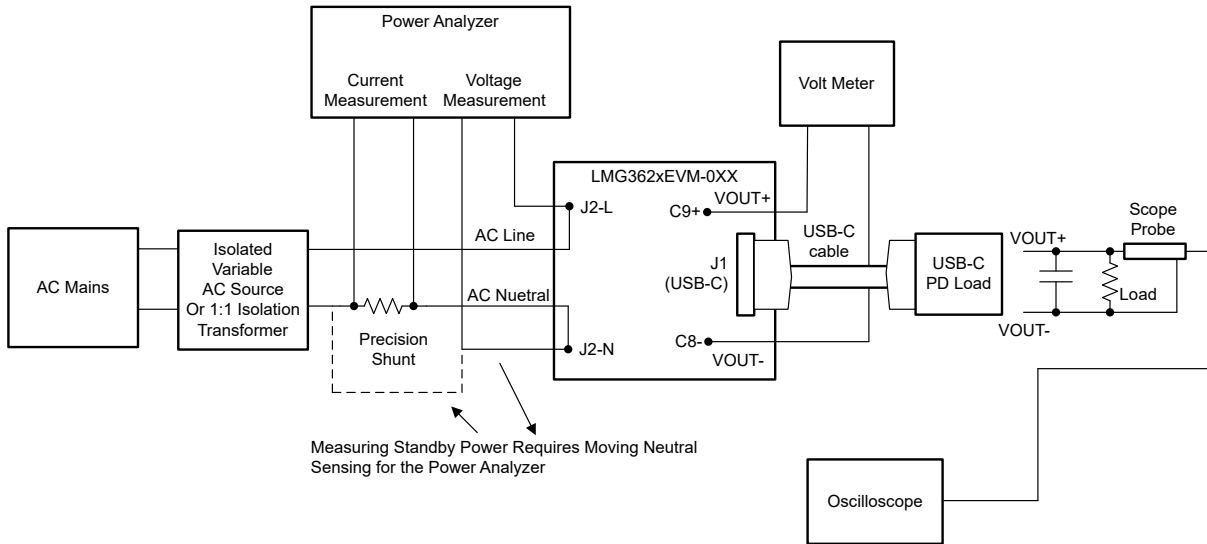 Power Analyzer
Current
Measurement
Voltage
Measurement
Volt Meter
LMG362xEVM-0XX
VOUT+
J2-L
C9+
AC Line
USB-C
cable
Scope
Probe
VOUT+
AC Mains
Isolated
Variable
AC Source
Or 1:1 Isolation
Transformer
J1
(USB-C)
USB-C
PD Load
Load
AC Nuetral
VOUT-
Precision
Shunt
J2-N
C8-
VOUT-
Measuring Standby Power Requires Moving Neutral
Sensing for the Power Analyzer
Oscilloscope